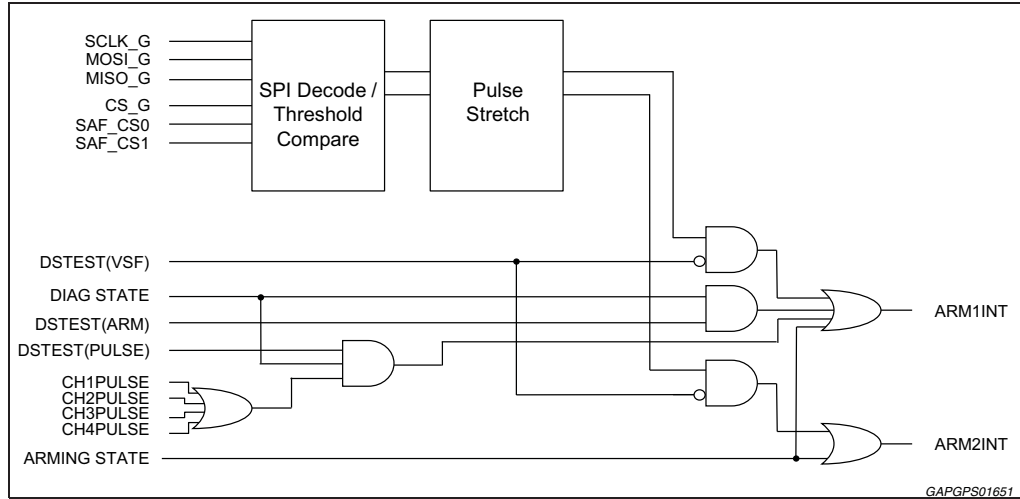 SCLK_G
MOSI_G
MISO_G
CS_G
SAF_CS0
SAF_CS1
SPI Decode /
Threshold
Compare
Pulse
Stretch
DSTEST(VSF)
DIAG STATE
DSTEST(ARM)
DSTEST(PULSE)
CH1PULSE
CH2PULSE
CH3PULSE
CH4PULSE
ARMING STATE
ARM1INT
ARM2INT
GAPGPS01651